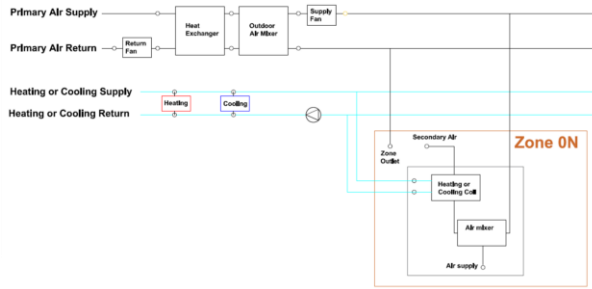 Primary Air Supply
Primary Air Return
Return
Fan
Heat
Exchanger
Outdoor
Air Mixer
Supply
Fan
Heating or Cooling Supply
Heating or Cooling Return
Heating
Cooling
Zone 0N
Secondary Air
Zone
Outlet
Heating or
Cooling Coil
Air mixer
Air supply